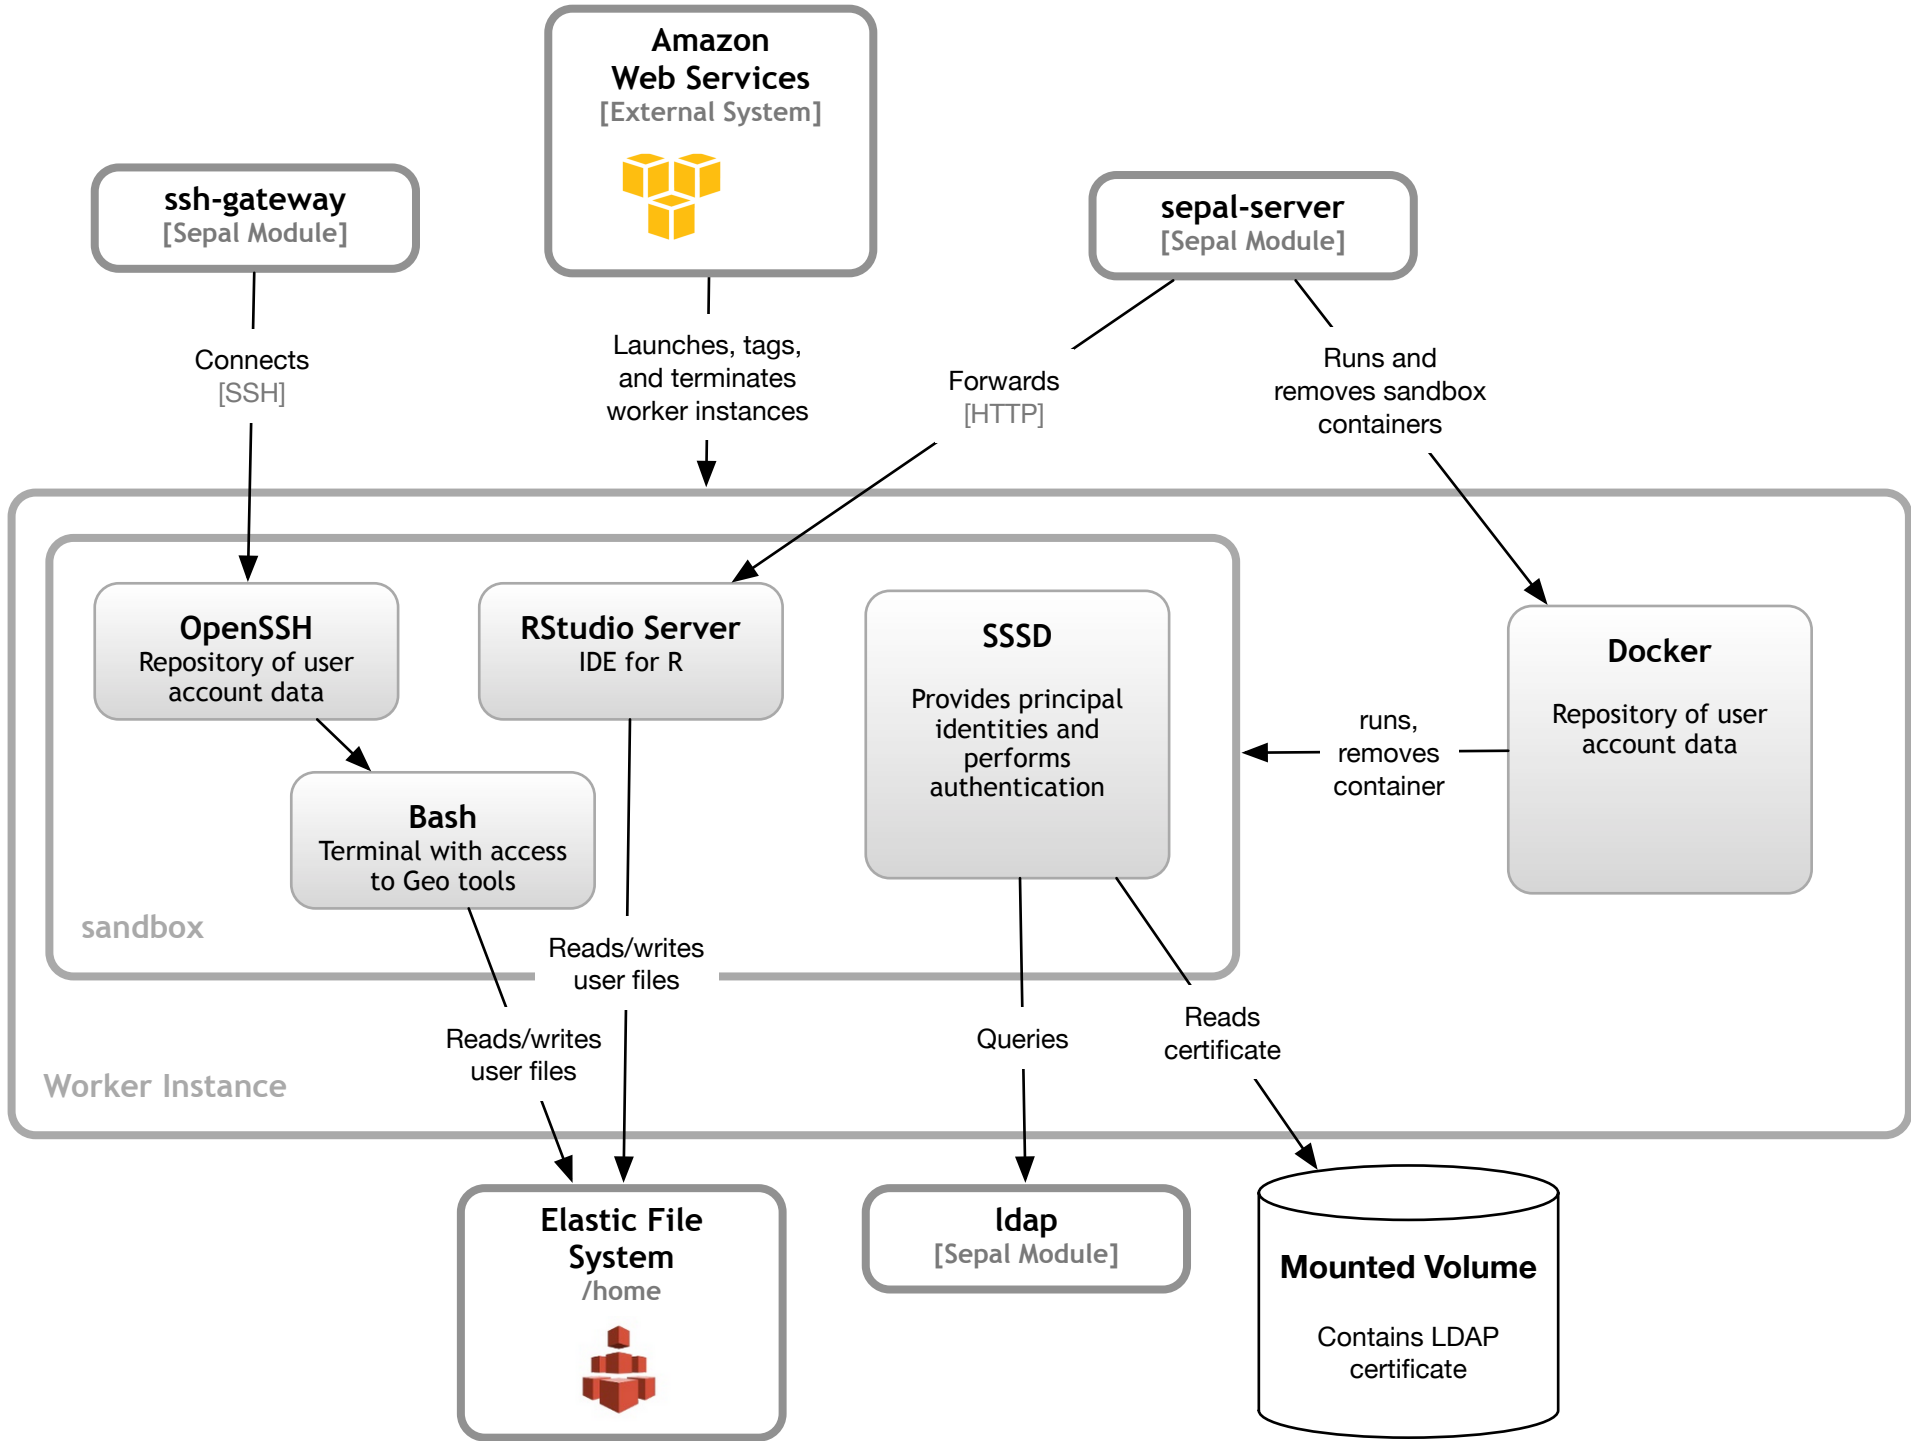 Amazon
Web Services
[External System]
ssh-gateway
[Sepal Module]
sepal-server
[Sepal Module]
Connects
[SSH]
Launches, tags,
and terminates
worker instances
Forwards
[HTTP]
Runs and
removes sandbox
containers
OpenSSH
Repository of user
account data
RStudio Server
IDE for R
SSSD
Provides principal
identities and
performs
authentication
Docker
Repository of user
account data
runs,
removes
container
Bash
Terminal with access
to Geo tools
sandbox
Reads/writes
user files
Reads/writes
user files
Queries
Reads
certificate
Worker Instance
Elastic File
System
/home
ldap
[Sepal Module]
Mounted Volume
Contains LDAP
certificate